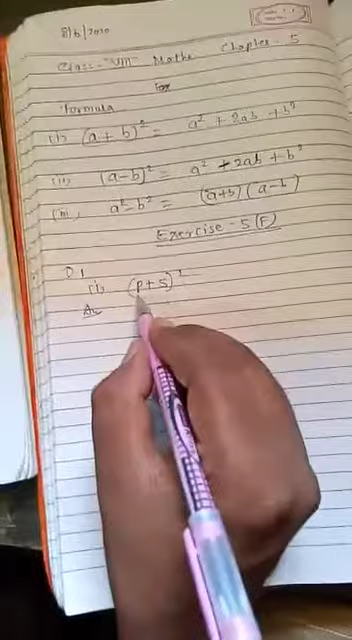 8/6/2020
Class-"VIII" Maths Chapter-5
Formula
(i) (a+b)² = a² + 2ab + b²
(ii) (a-b)² = a² + 2ab + b²
(iii) a²-b² = (a+b)(a-b)
Exercise-5(F)
Q1
(i) (p+5)²